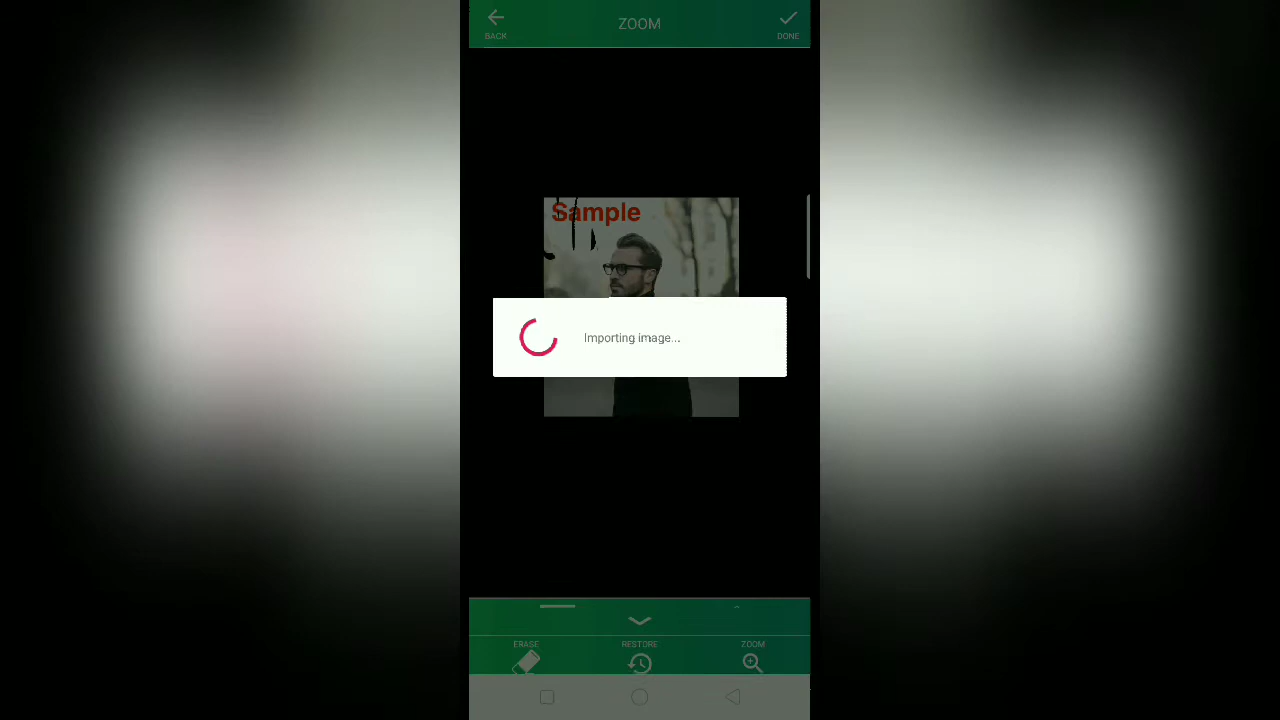 BACK
ZOOM
DONE
Sample
Importing image...
ERASE
RESTORE
ZOOM